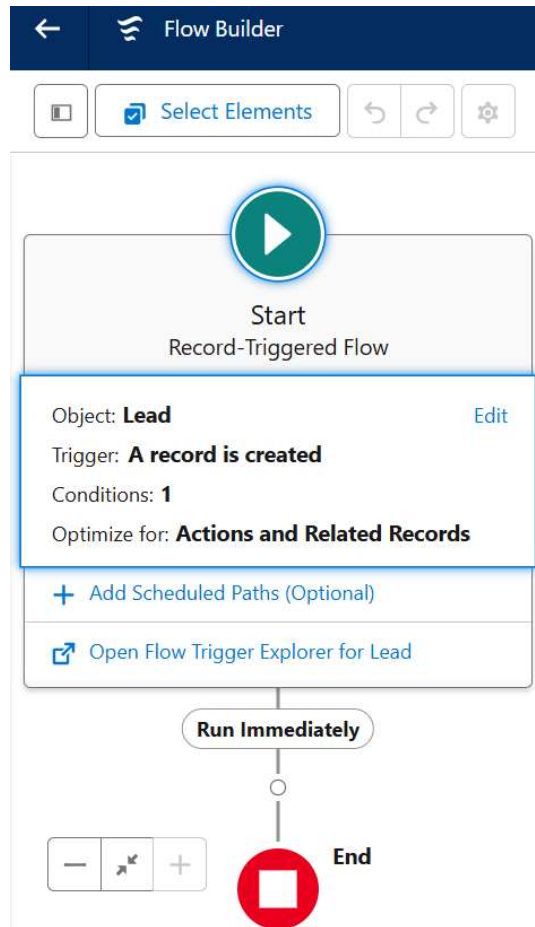 Flow Builder
Select Elements
Start
Record-Triggered Flow
Object: Lead Edit
Trigger: A record is created
Conditions: 1
Optimize for: Actions and Related Records
Add Scheduled Paths (Optional)
Open Flow Trigger Explorer for Lead
Run Immediately
End